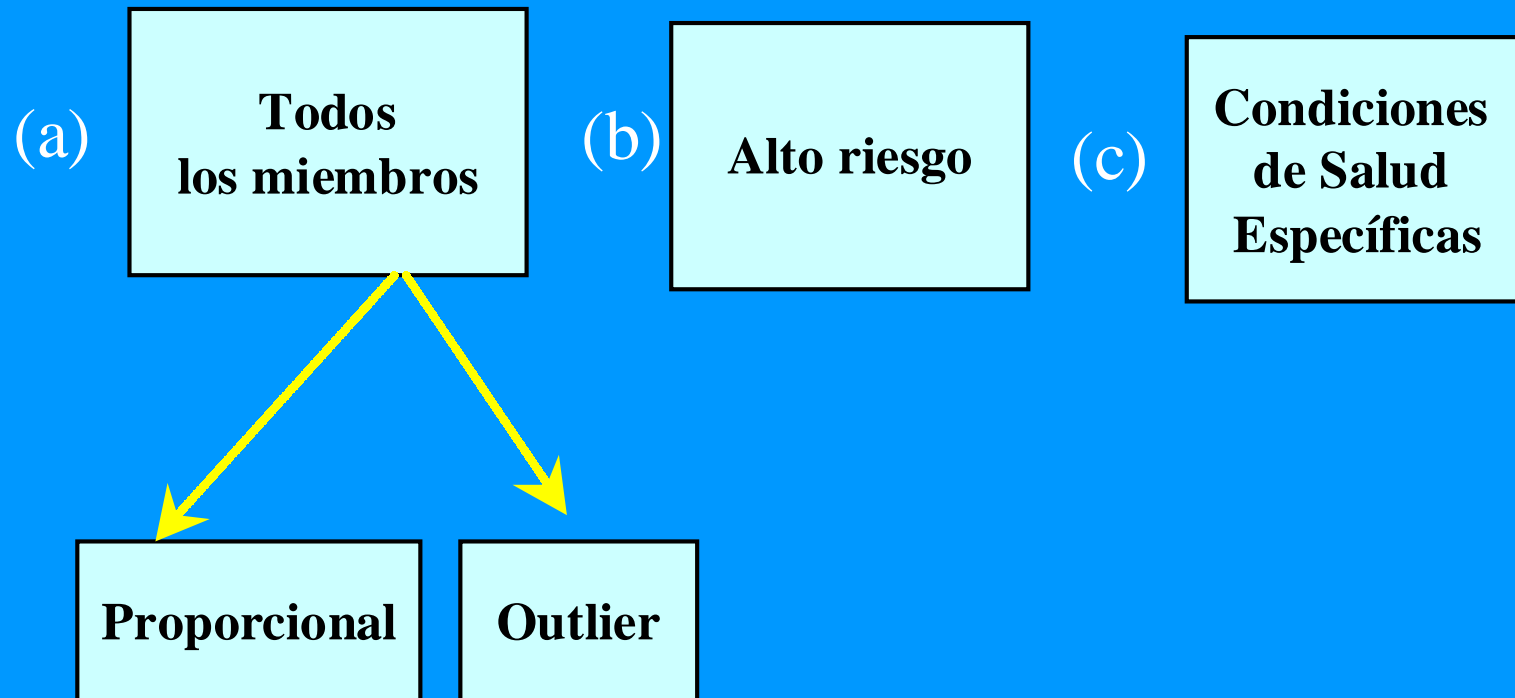 (a)
Todos
los miembros
(b)
Alto riesgo
(c)
Condiciones
de Salud
Específicas
Proporcional
Outlier